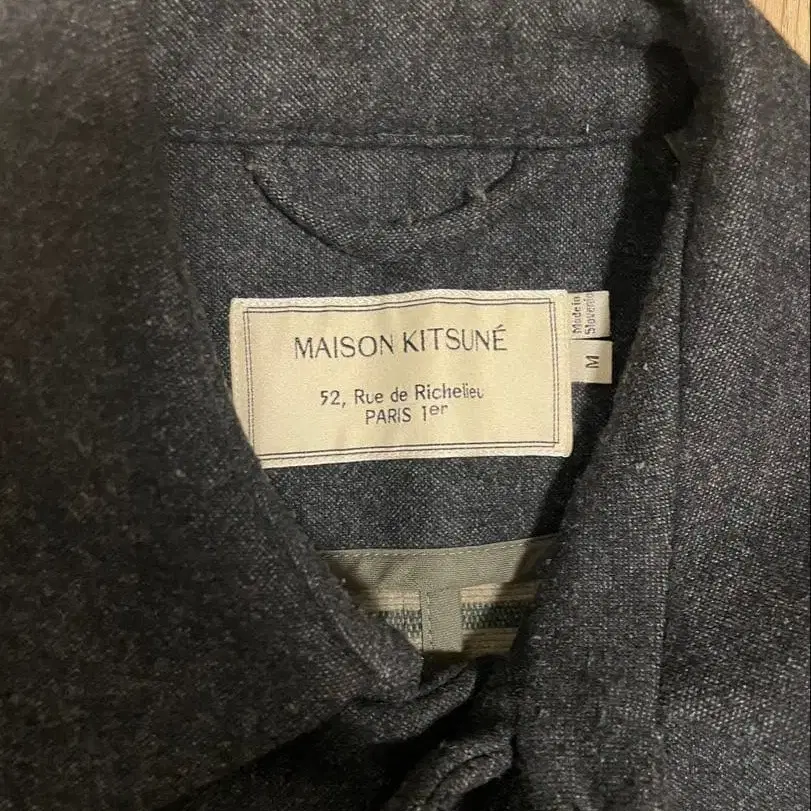 MAISON KITSUNÉ
52, Rue de Richelieu
PARIS 1er
Made in
Slovenia
M